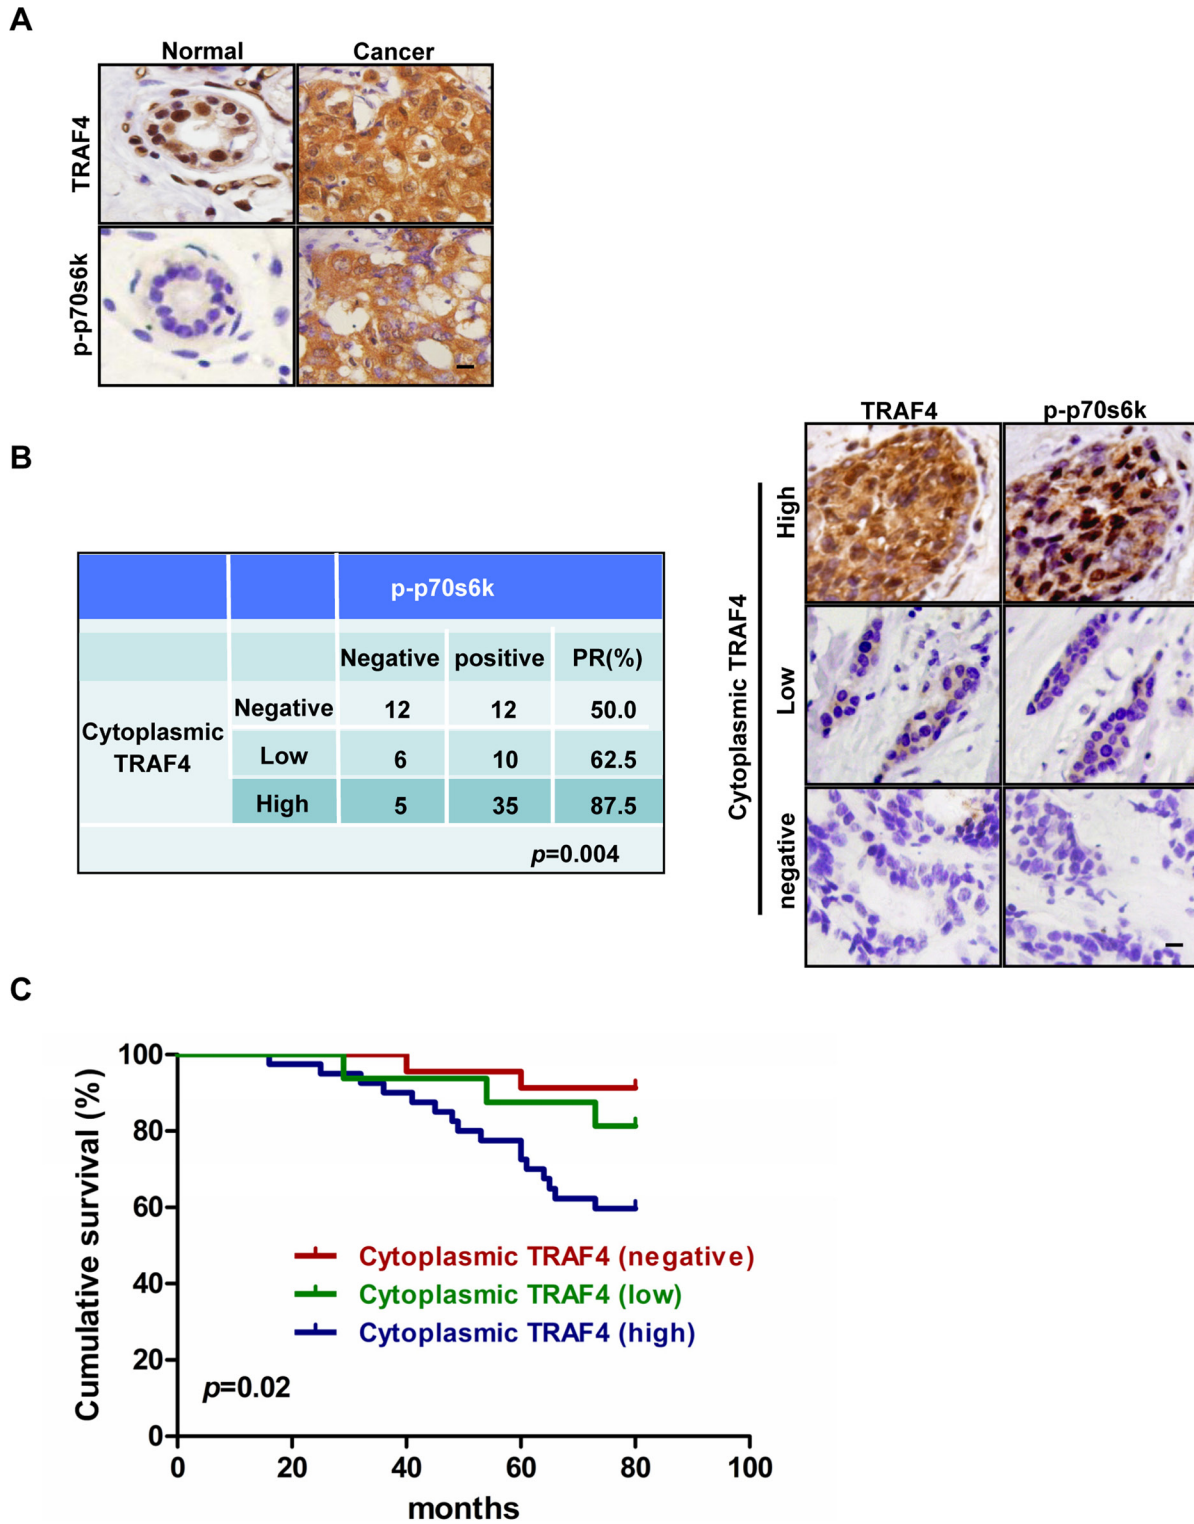 A
Normal Cancer
TRAF4
p-p70s6k
B
p-p70s6k
Negative positive PR(%)
Cytoplasmic TRAF4
Negative 12 12 50.0
Low 6 10 62.5
High 5 35 87.5
p=0.004
TRAF4 p-p70s6k
Cytoplasmic TRAF4
High
Low
negative
C
Cumulative survival (%)
100
80
60
40
20
0
Cytoplasmic TRAF4 (negative)
Cytoplasmic TRAF4 (low)
Cytoplasmic TRAF4 (high)
p=0.02
0 20 40 60 80 100
months